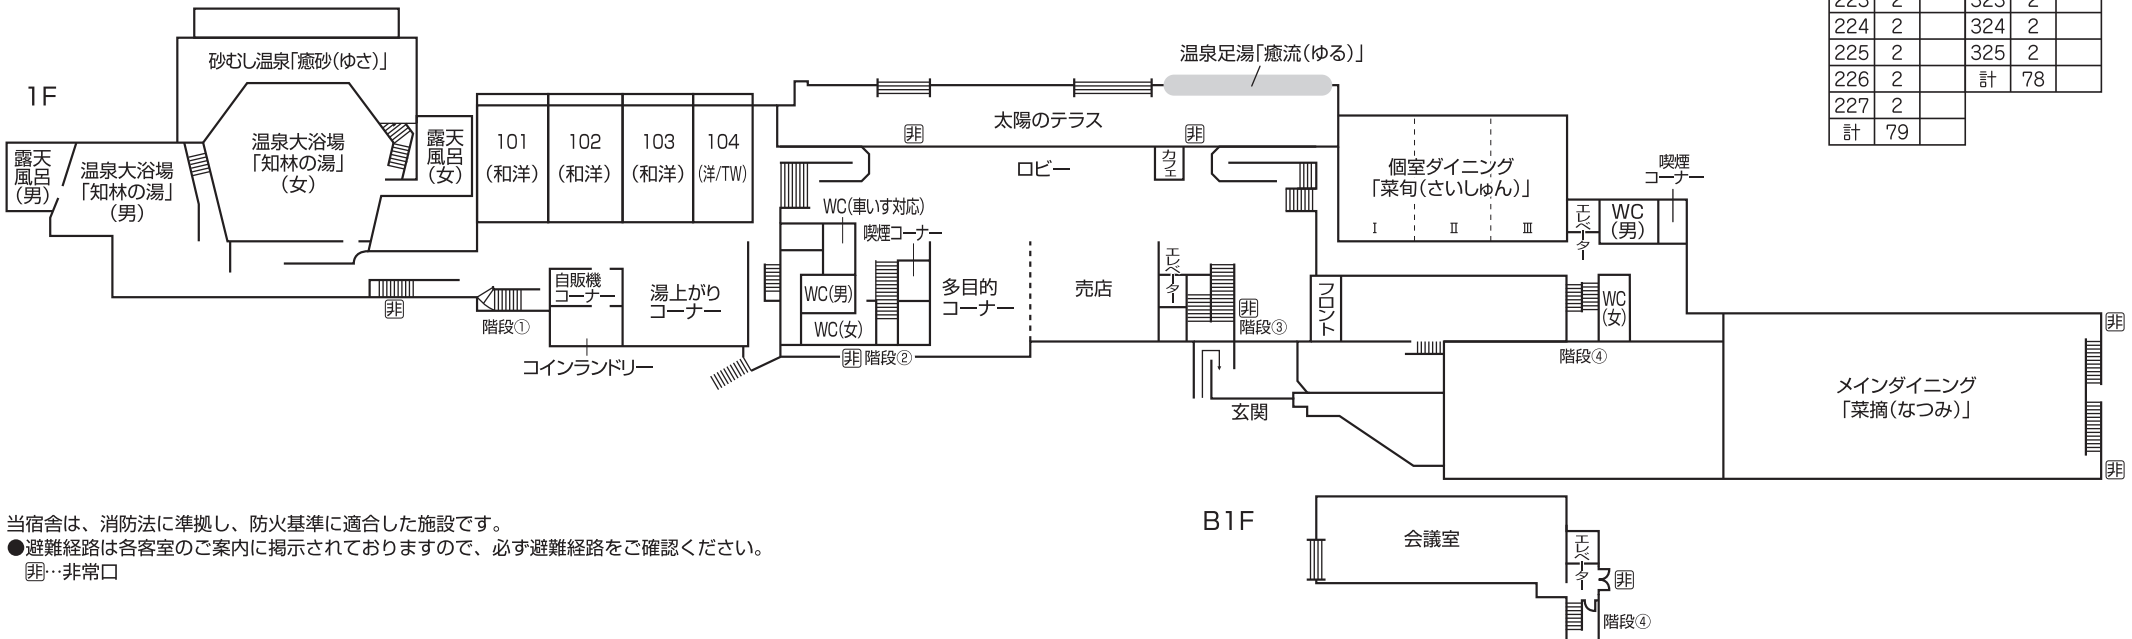 1F
砂むし温泉「癒砂(ゆさ)」
露天
風呂
(男)
温泉大浴場
「知林の湯」
(男)
温泉大浴場
「知林の湯」
(女)
露天
風呂
(女)
101
(和洋)
102
(和洋)
103
(和洋)
104
(洋/TW)
非
階段①
自販機
コーナー
コインランドリー
湯上がり
コーナー
温泉足湯「癒流(ゆる)」
太陽のテラス
非
非
ロビー
カフェ
WC(車いす対応)
喫煙コーナー
WC(男)
WC(女)
非 階段②
多目的
コーナー
売店
エレベーター
非
階段③
玄関
フロント
個室ダイニング
「菜旬(さいしゅん)」
Ⅰ
Ⅱ
Ⅲ
エレベーター
WC
(男)
喫煙
コーナー
WC
(女)
階段④
メインダイニング
「菜摘(なつみ)」
非
非
224 2 324 2
225 2 325 2
226 2 計 78
227 2
計 79
B1F
会議室
エレベーター
非
階段④
当宿舎は、消防法に準拠し、防火基準に適合した施設です。
●避難経路は各客室のご案内に掲示されておりますので、必ず避難経路をご確認ください。
非…非常口